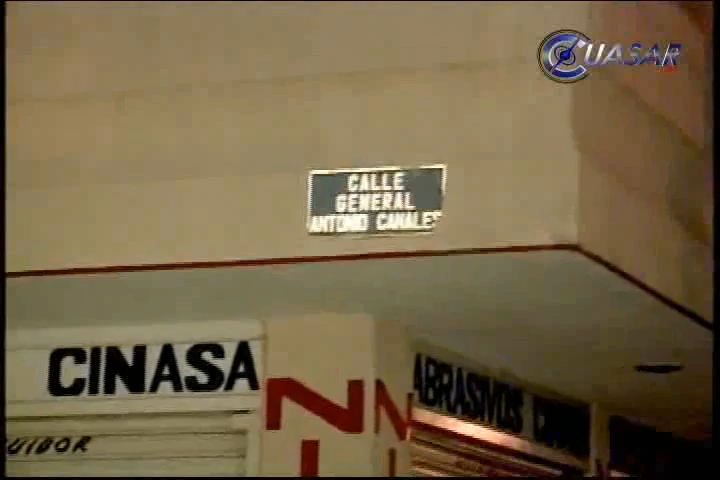 CUASAR
CALLE
GENERAL
ANTONIO CANALES
CINASA
ABRASIVOS
N
N